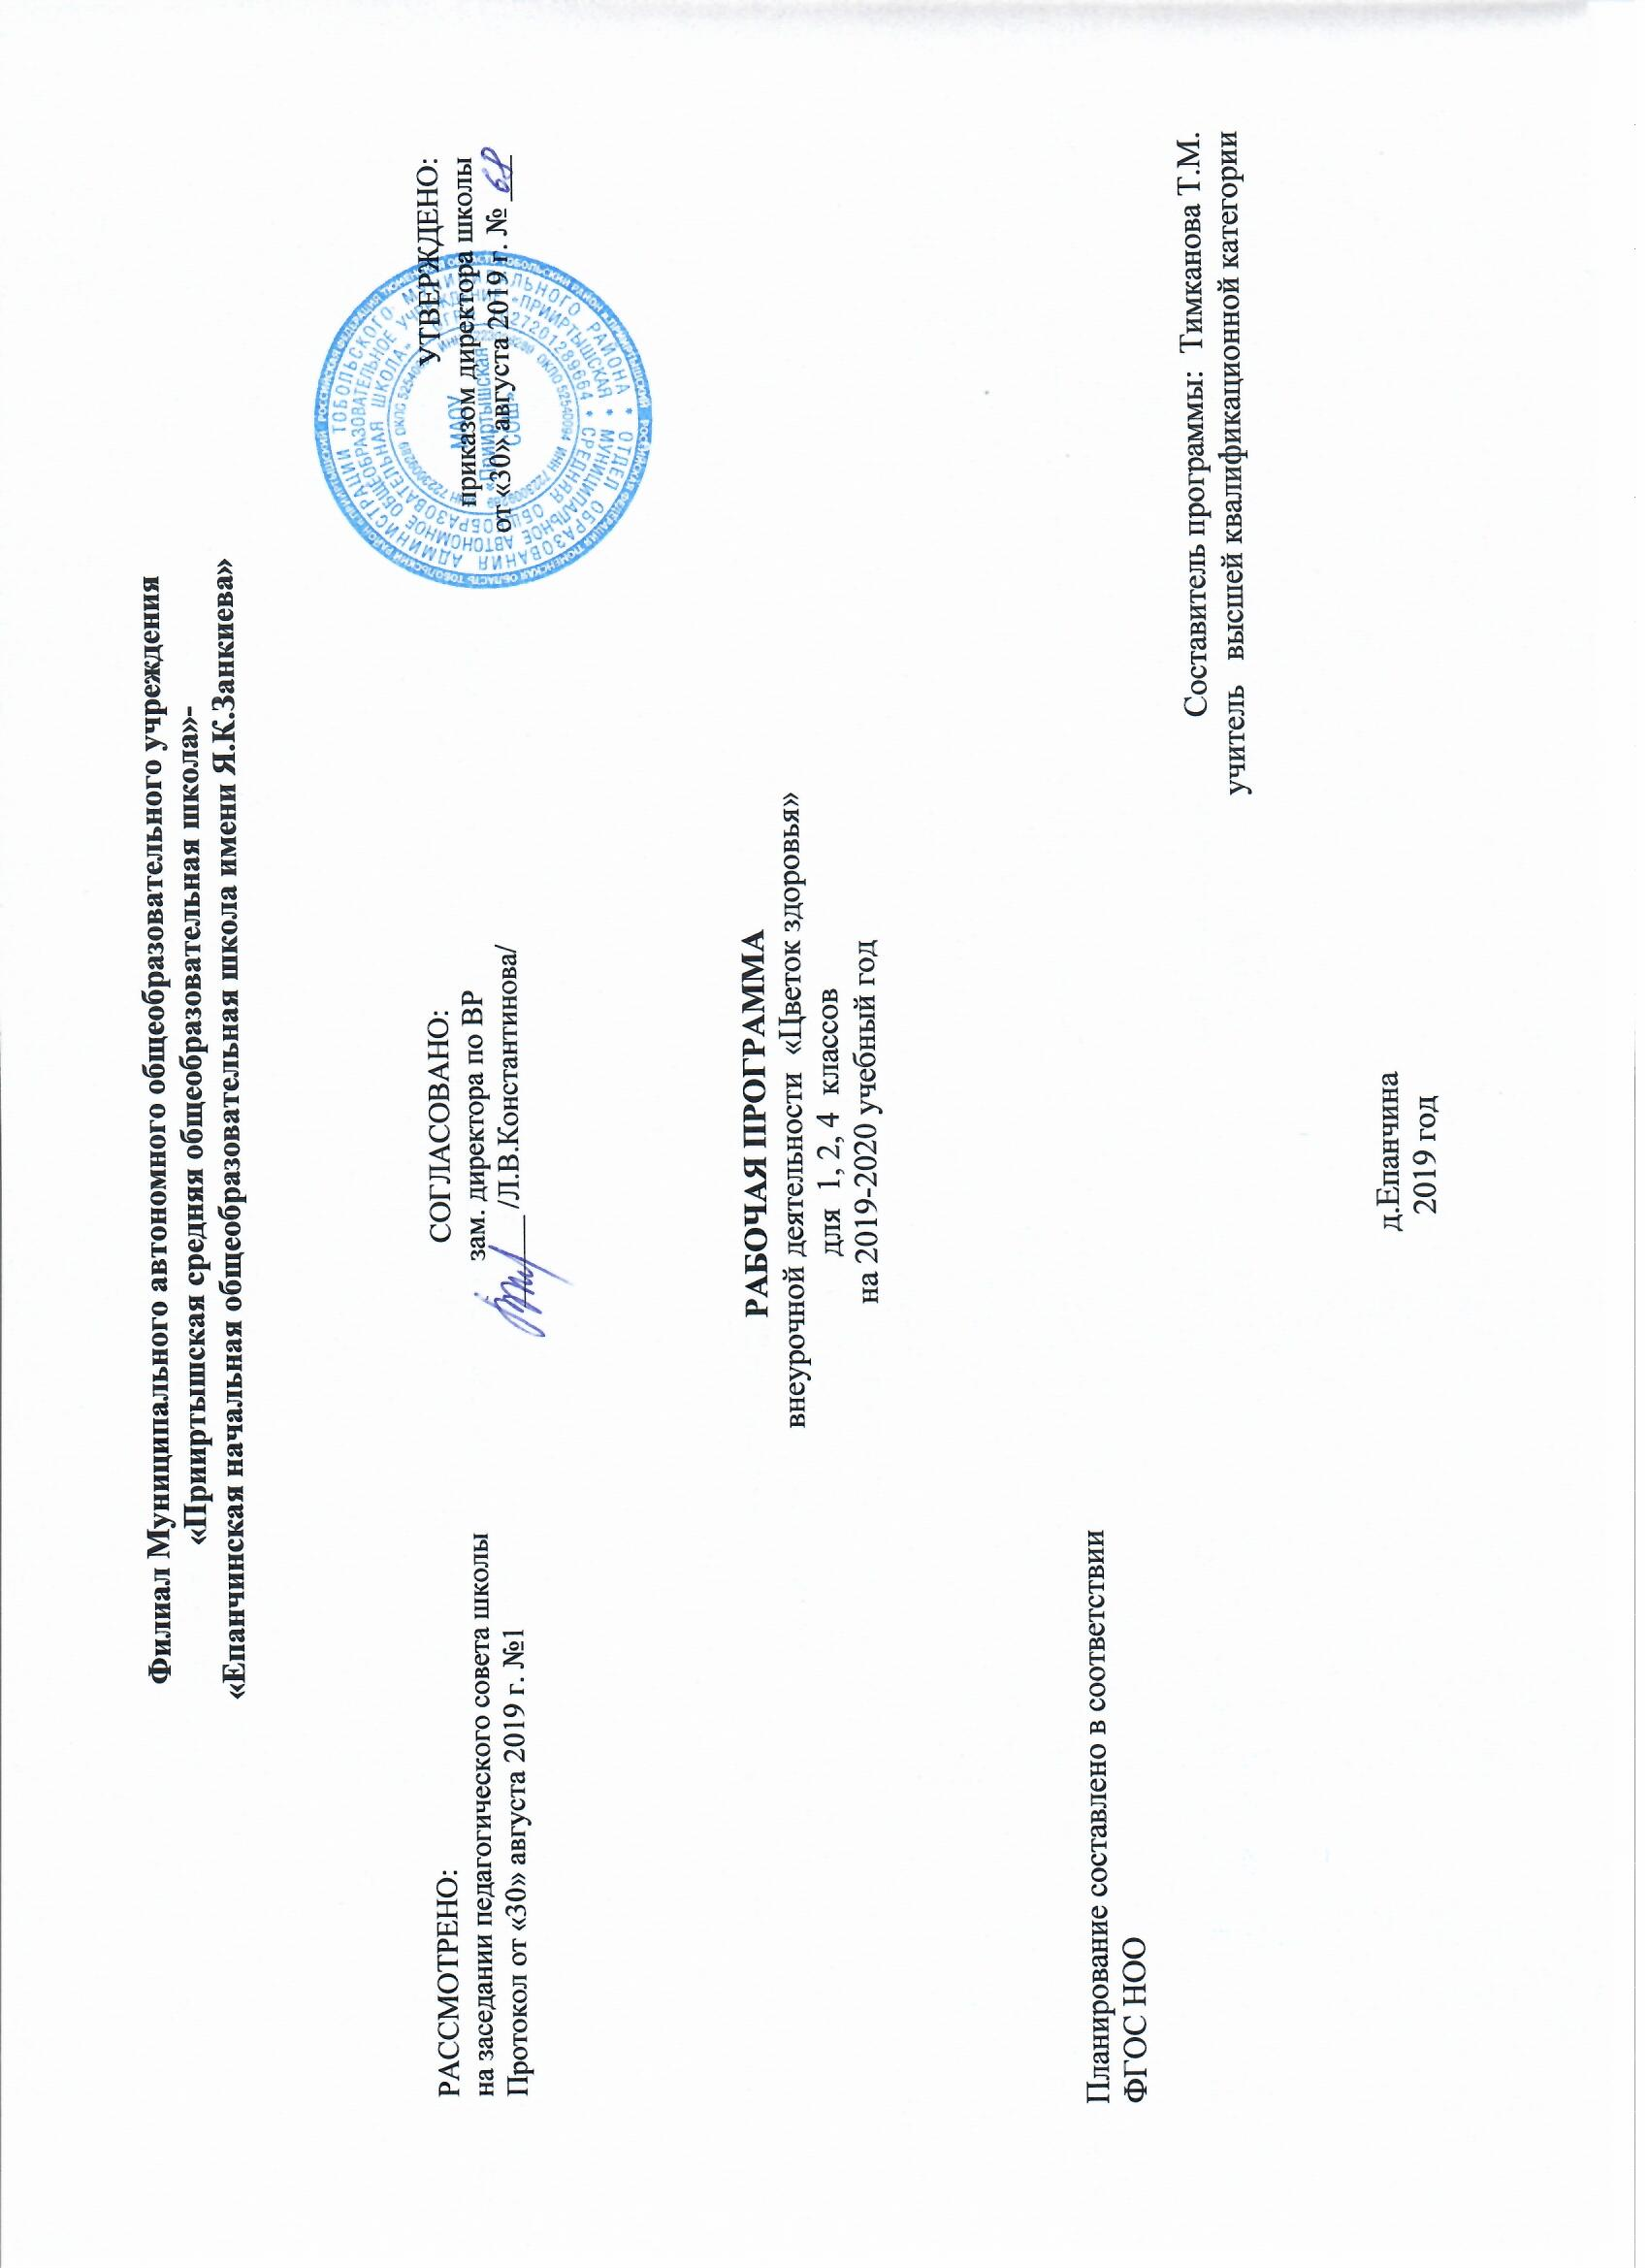 Филиал Муниципального автономного общеобразовательного учреждения
«Прииртышская средняя общеобразовательная школа»-
«Епанчинская начальная общеобразовательная школа имени Я.К.Занкиева»
РАССМОТРЕНО:
на заседании педагогического совета школы
Протокол от «30» августа 2019 г. №1
СОГЛАСОВАНО:
зам. директора по ВР
/Л.В.Константинова/
УТВЕРЖДЕНО:
приказом директора школы
от «30» августа 2019 г. №
МАОУ
«Прииртышская
СОШ»
РАБОЧАЯ ПРОГРАММА
внеурочной деятельности «Цветок здоровья»
для 1, 2, 4 классов
на 2019-2020 учебный год
Планирование составлено в соответствии
ФГОС НОО
Составитель программы: Тимканова Т.М.
учитель высшей квалификационной категории
д.Епанчина
2019 год